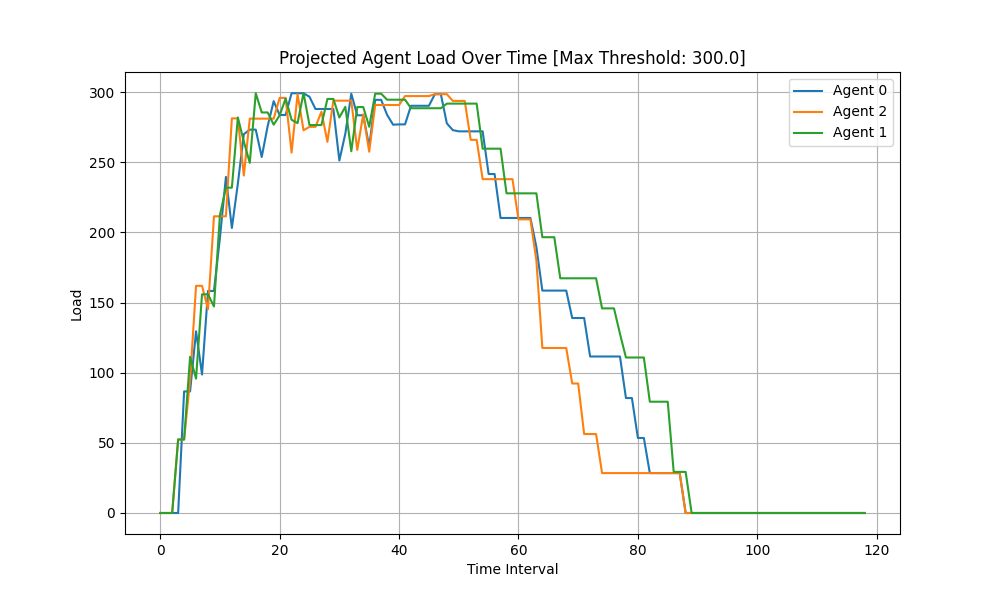 Projected Agent Load Over Time [Max Threshold: 300.0]
Load
300
250
200
150
100
50
0
Agent 0
Agent 2
Agent 1
0 20 40 60 80 100 120
Time Interval